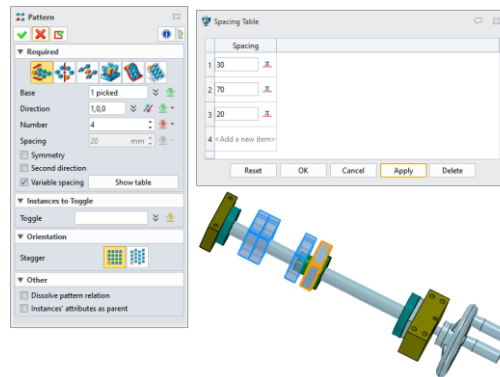 Pattern
Required
Base 1 picked
Direction 1,0,0
Number 4
Spacing 20 mm
Symmetry
Second direction
Variable spacing Show table
Instances to Toggle
Toggle
Orientation
Stagger
Other
Dissolve pattern relation
Instances' attributes as parent
Spacing Table
Spacing
1 30
2 70
3 20
4 <Add a new item>
Reset OK Cancel Apply Delete